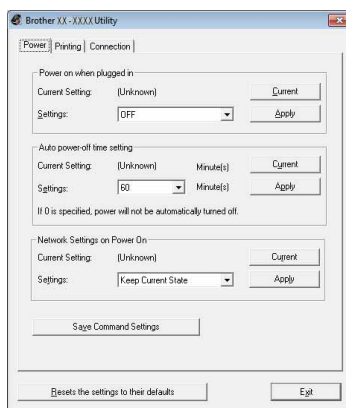 Brother XX-XXXX Utility
Power Printing Connection
Power on when plugged in
Current Setting: (Unknown) Current
Settings: OFF Apply
Auto power-off time setting
Current Setting: (Unknown) Minute(s) Current
Settings: 60 Minute(s) Apply
If 0 is specified, power will not be automatically turned off.
Network Settings on Power On
Current Setting: (Unknown) Current
Settings: Keep Current State Apply
Save Command Settings
Resets the settings to their defaults Exit